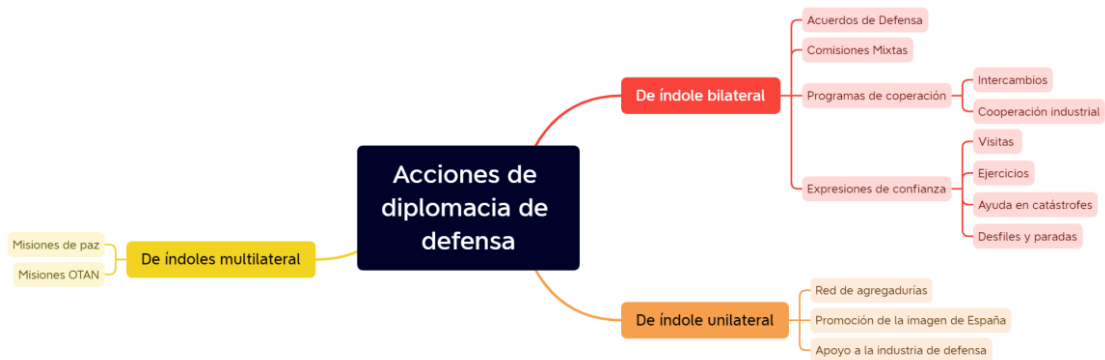 Acciones de
diplomacia de
defensa
De índole bilateral
Acuerdos de Defensa
Comisiones Mixtas
Programas de coperación
Intercambios
Cooperación industrial
Expresiones de confianza
Visitas
Ejercicios
Ayuda en catástrofes
Desfiles y paradas
De índole unilateral
Red de agregadurías
Promoción de la imagen de España
Apoyo a la industria de defensa
De índoles multilateral
Misiones de paz
Misiones OTAN